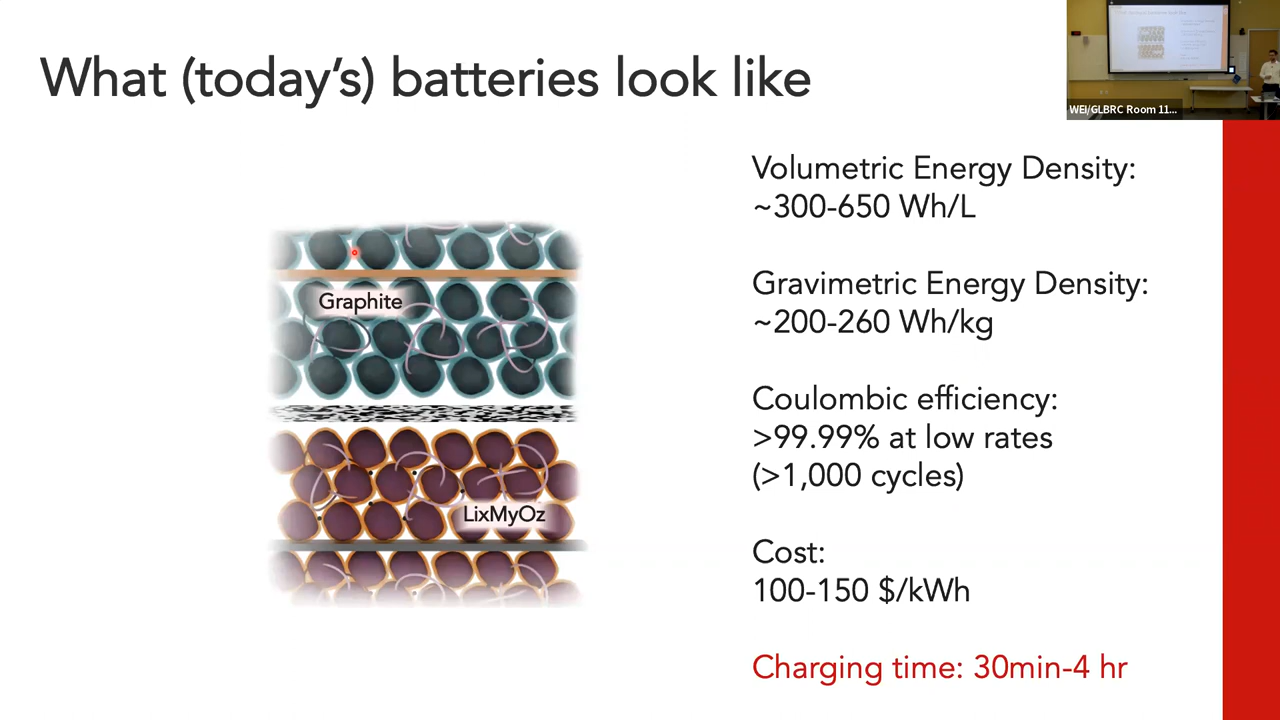 What (today's) batteries look like
WEI/GLBRC Room 11...
Volumetric Energy Density:
~300-650 Wh/L
Gravimetric Energy Density:
~200-260 Wh/kg
Coulombic efficiency:
>99.99% at low rates
(>1,000 cycles)
Cost:
100-150 $/kWh
Charging time: 30min-4 hr
Graphite
LixMyOz